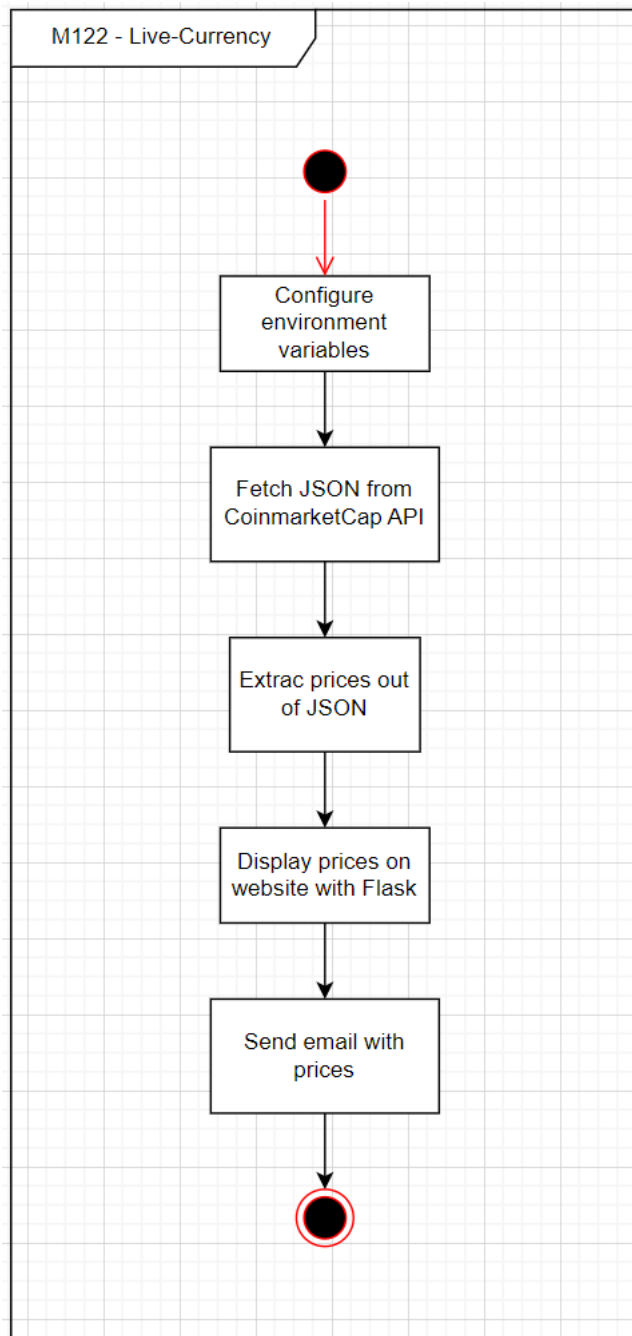 M122 - Live-Currency
Configure
environment
variables
Fetch JSON from
CoinmarketCap API
Extrac prices out
of JSON
Display prices on
website with Flask
Send email with
prices